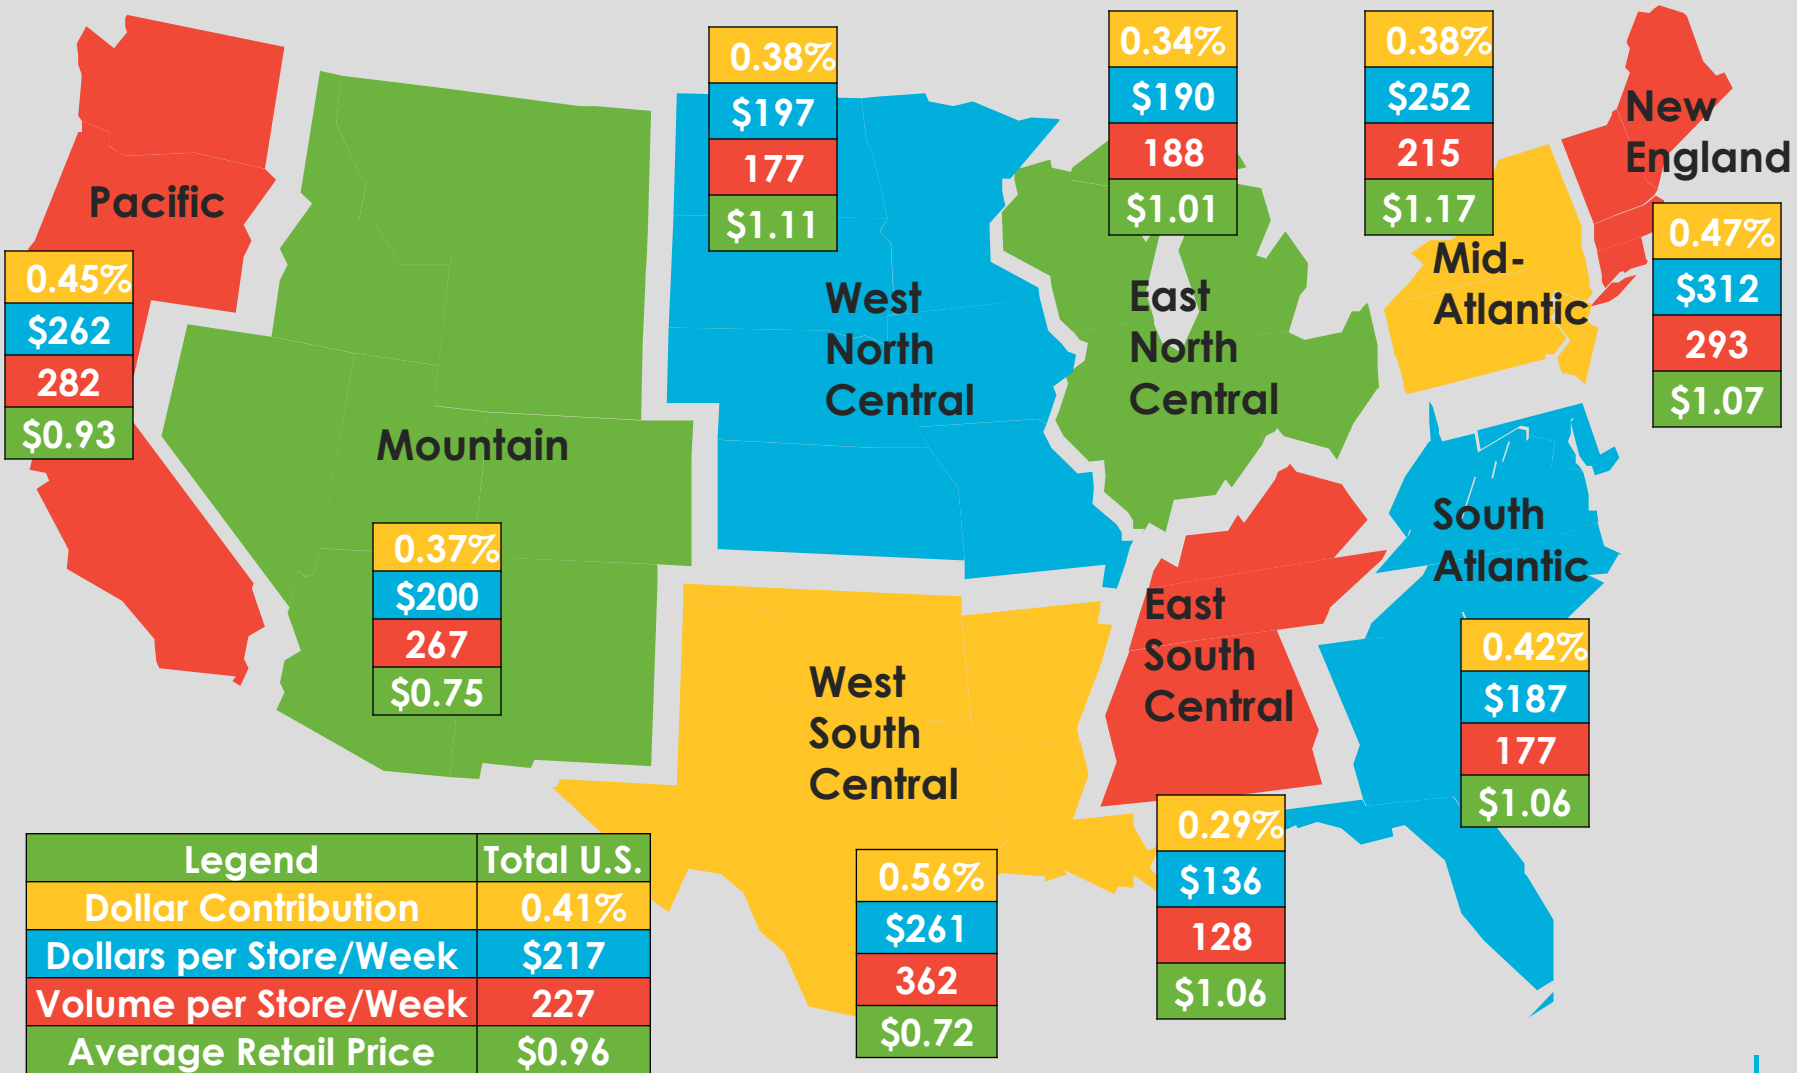 Pacific
0.45%
$262
282
$0.93
Mountain
0.37%
$200
267
$0.75
0.38%
$197
177
$1.11
West
North
Central
0.34%
$190
188
$1.01
East
North
Central
0.38%
$252
215
$1.17
Mid-
Atlantic
New
England
0.47%
$312
293
$1.07
South
Atlantic
0.42%
$187
177
$1.06
East
South
Central
0.29%
$136
128
$1.06
West
South
Central
0.56%
$261
362
$0.72
Legend Total U.S.
Dollar Contribution 0.41%
Dollars per Store/Week $217
Volume per Store/Week 227
Average Retail Price $0.96